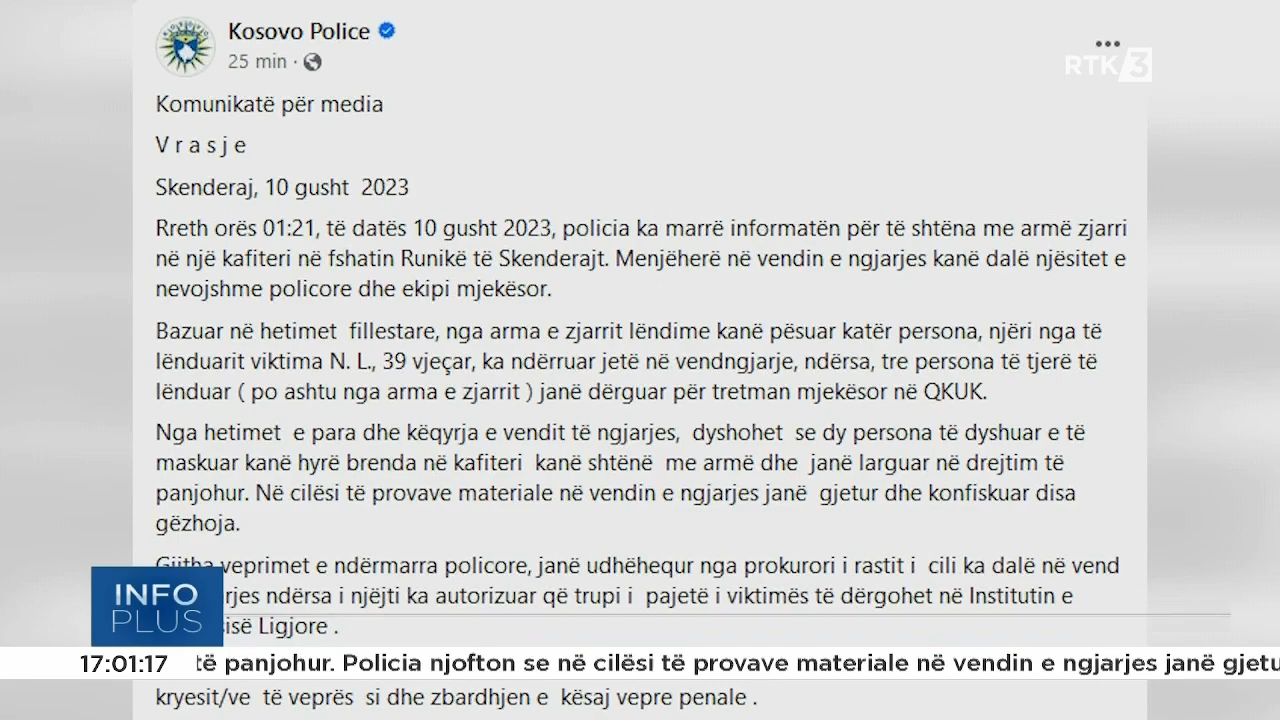 Kosovo Police
25 min ·
RTK 3
Komunikatë për media
V r a s j e
Skenderaj, 10 gusht 2023
Rreth orës 01:21, të datës 10 gusht 2023, policia ka marrë informatën për të shtëna me armë zjarri
në një kafiteri në fshatin Runikë të Skenderajt. Menjëherë në vendin e ngjarjes kanë dalë njësitet e
nevojshme policore dhe ekipi mjekësor.
Bazuar në hetimet fillestare, nga arma e zjarrit lëndime kanë pësuar katër persona, njëri nga të
lënduarit viktima N. L., 39 vjeçar, ka ndërruar jetë në vendngjarje, ndërsa, tre persona të tjerë të
lënduar ( po ashtu nga arma e zjarrit ) janë dërguar për tretman mjekësor në QKUK.
Nga hetimet e para dhe këqyrja e vendit të ngjarjes, dyshohet se dy persona të dyshuar e të
maskuar kanë hyrë brenda në kafiteri kanë shtënë me armë dhe janë larguar në drejtim të
panjohur. Në cilësi të provave materiale në vendin e ngjarjes janë gjetur dhe konfiskuar disa
gëzhoja.
Gjitha veprimet e ndërmarra policore, janë udhëhequr nga prokurori i rastit i cili ka dalë në vend
rjes ndërsa i njëjti ka autorizuar që trupi i pajetë i viktimës të dërgohet në Institutin e
sisë Ligjore .
INFO
PLUS
17:01:17 të panjohur. Policia njofton se në cilësi të provave materiale në vendin e ngjarjes janë gjetu
kryesit/ve të veprës si dhe zbardhjen e kësaj vepre penale .